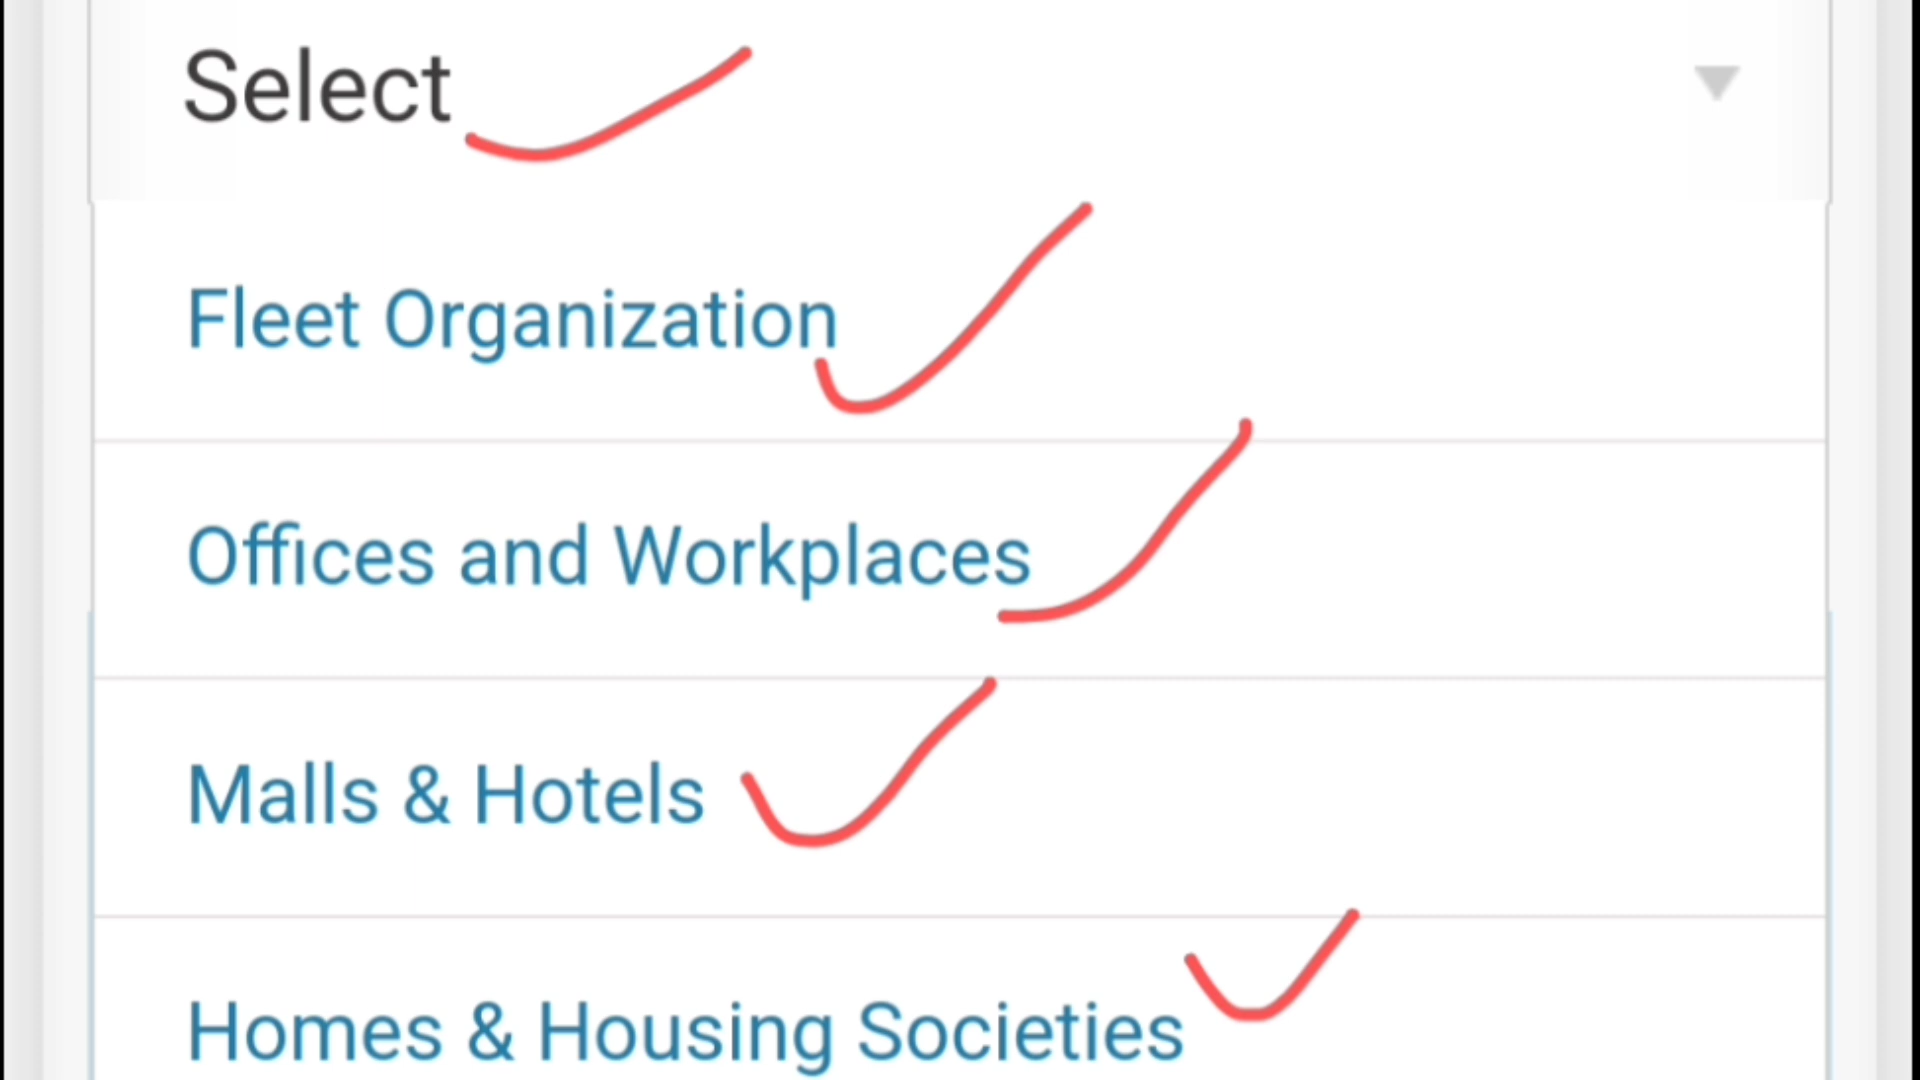 Select
Fleet Organization
Offices and Workplaces
Malls & Hotels
Homes & Housing Societies